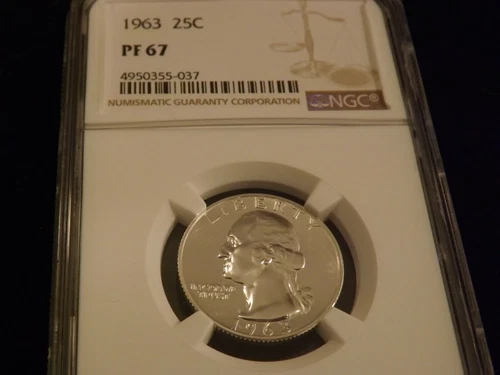 1963 25C
PF 67
4950355-037
NUMISMATIC GUARANTY CORPORATION
NGC®
LIBERTY
IN GOD WE
TRUST
1963